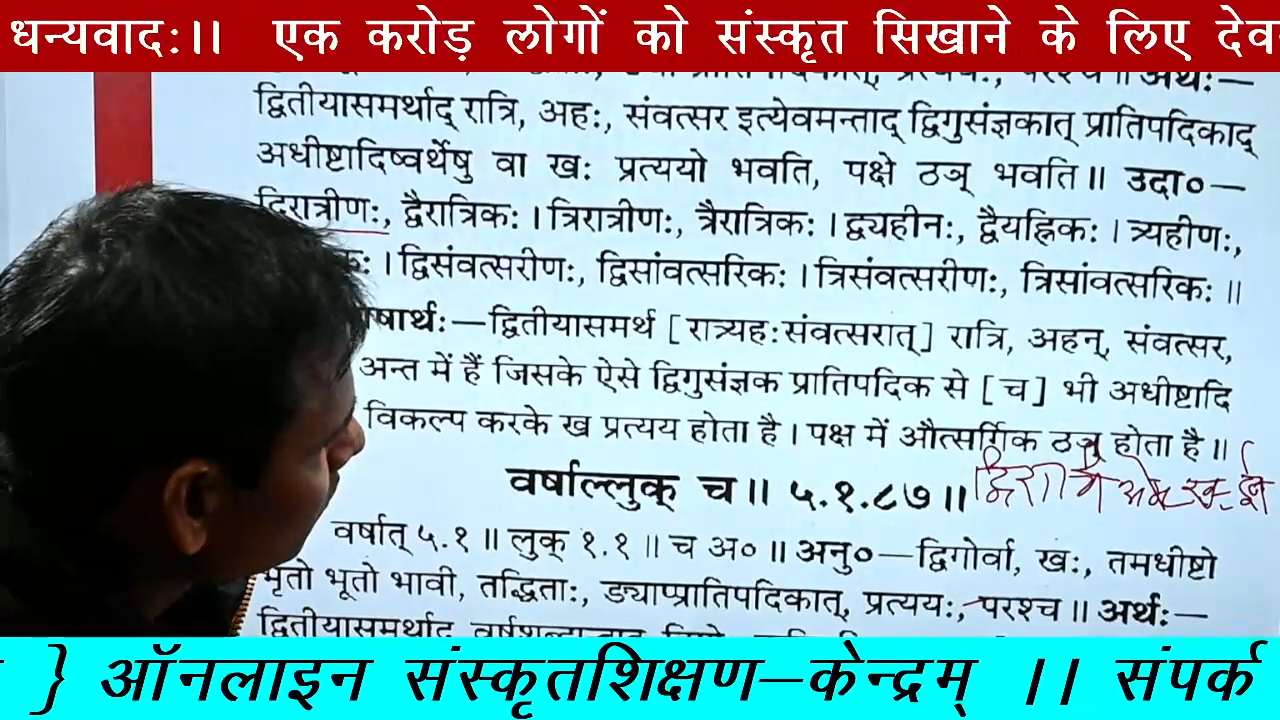 धन्यवादः।। एक करोड़ लोगों को संस्कृत सिखाने के लिए देव
परश्च ॥ अर्थः—
द्वितीयासमर्थाद् रात्रि, अहः, संवत्सर इत्येवमन्ताद् द्विगुसंज्ञकात् प्रातिपदिकाद्
अधीष्टादिष्वर्थेषु वा खः प्रत्ययो भवति, पक्षे ठञ् भवति॥ उदा०—
द्विरात्रीणः, द्वैरात्रिकः। त्रिरात्रीणः, त्रैरात्रिकः। द्व्यहीनः, द्वैयह्निकः। त्र्यहीणः,
कः। द्विसंवत्सरीणः, द्विसांवत्सरिकः। त्रिसंवत्सरीणः, त्रिसांवत्सरिकः॥
षार्थः—द्वितीयासमर्थ [रात्र्यहःसंवत्सरात्] रात्रि, अहन्, संवत्सर,
अन्त में हैं जिसके ऐसे द्विगुसंज्ञक प्रातिपदिक से [च] भी अधीष्टादि
विकल्प करके ख प्रत्यय होता है। पक्ष में औत्सर्गिक ठञ् होता है॥
वर्षाल्लुक् च॥ ५.१.८७॥
वर्षात् ५.१॥ लुक् १.१॥ च अ०॥ अनु०—द्विगोर्वा, खः, तमधीष्टो
भृतो भूतो भावी, तद्धिताः, ङ्याप्प्रातिपदिकात्, प्रत्ययः, परश्च॥ अर्थः—
द्वितीयासमर्थाद्
} ऑनलाइन संस्कृतशिक्षण–केन्द्रम् ।। संपर्क